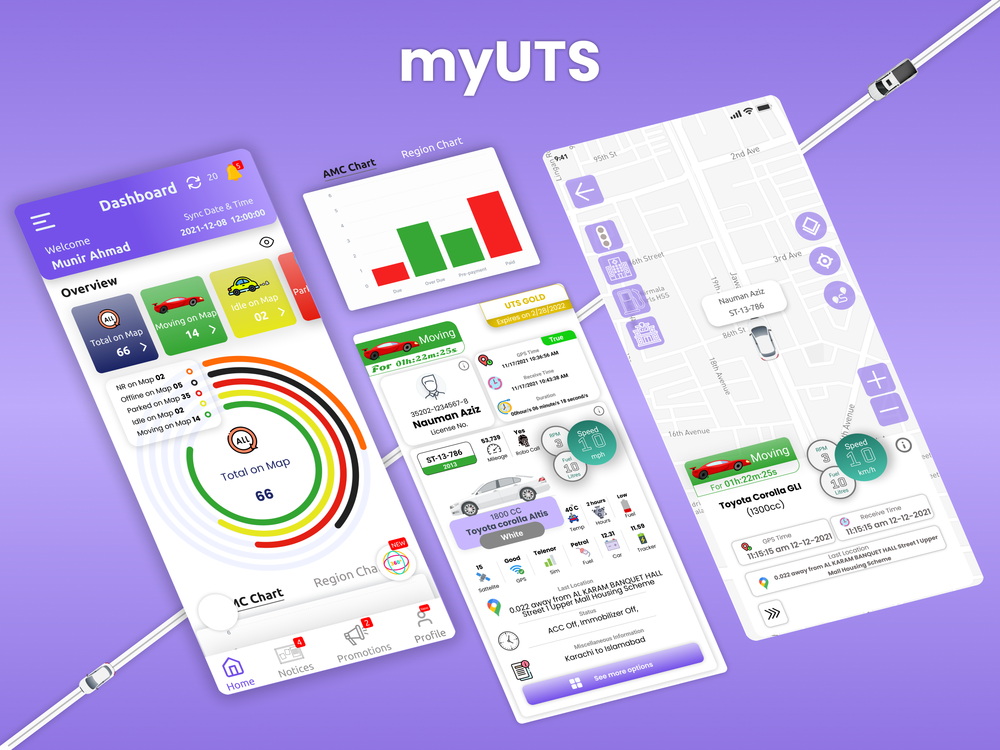 myUTS
Dashboard
20
5
Sync Date & Time
2021-12-08 12:00:00
Welcome
Munir Ahmad
Overview
Total on Map
66
Moving on Map
14
Idle on Map
02
Par
NR on Map 02
Offline on Map 05
Parked on Map 35
Idle on Map 02
Moving on Map 14
ALL
Total on Map
66
NEW
360°
MC Chart
Region Cha
Home
4
Notices
2
Promotions
Profile
AMC Chart
Region Chart
Due
Over Due
Pre-payment
Paid
UTS GOLD
Expires on 2/28/2022
Moving
For 01h:22m:25s
True
GPS Time
11/17/2021 10:36:56 AM
Receive Time
11/17/2021 10:43:38 AM
Duration
00hour/s 06 minute/s 18 second/s
35202-1234567-8
Nauman Aziz
License No.
ST-13-786
2013
53,739
Mileage
Yes
Robo Call
RPM
3
Speed
10
mph
Fuel
10
Litres
1800 CC
Toyota corolla Altis
White
40°C
Temp
2 hours
Hours
Low
Fuel
15
Satellite
Good
GPS
Telenor
Sim
Petrol
Fuel
12.31
Car
11.59
Tracker
Last Location
0.022 away from AL KARAM BANQUET HALL
Street 1 Upper Mall Housing Scheme
Status
ACC Off, Immobilizer Off,
Miscellaneous Information
Karachi to Islamabad
See more options
9:41
95th St
2nd Ave
6th Street
3rd Ave
19th
Jaw
Nauman Aziz
ST-13-786
86th St
18th Avenue
16th Avenue
th Avenue
Moving
For 01h:22m:25s
RPM
3
Speed
10
km/h
Fuel
10
Litres
Toyota Corolla GLI
(1300cc)
GPS Time
11:15:15 am 12-12-2021
Receive Time
11:15:15 am 12-12-2021
Last Location
0.022 away from AL KARAM BANQUET HALL Street 1 Upper
Mall Housing Scheme